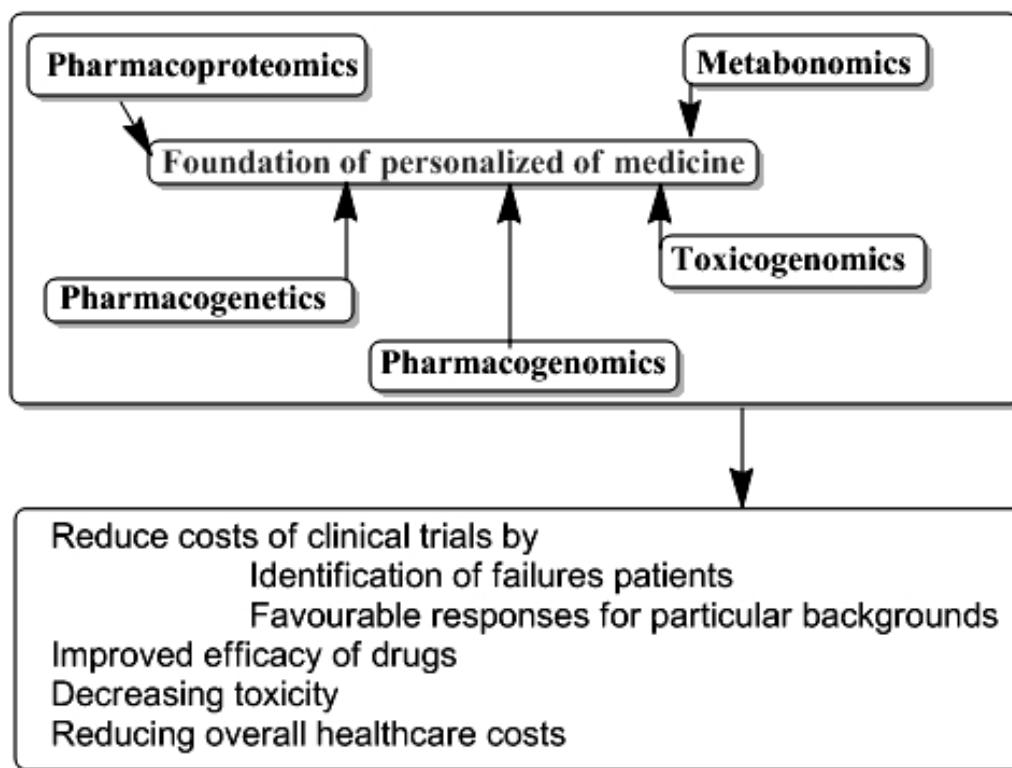 Pharmacoproteomics
Metabonomics
Foundation of personalized of medicine
Toxicogenomics
Pharmacogenetics
Pharmacogenomics
Reduce costs of clinical trials by
Identification of failures patients
Favourable responses for particular backgrounds
Improved efficacy of drugs
Decreasing toxicity
Reducing overall healthcare costs